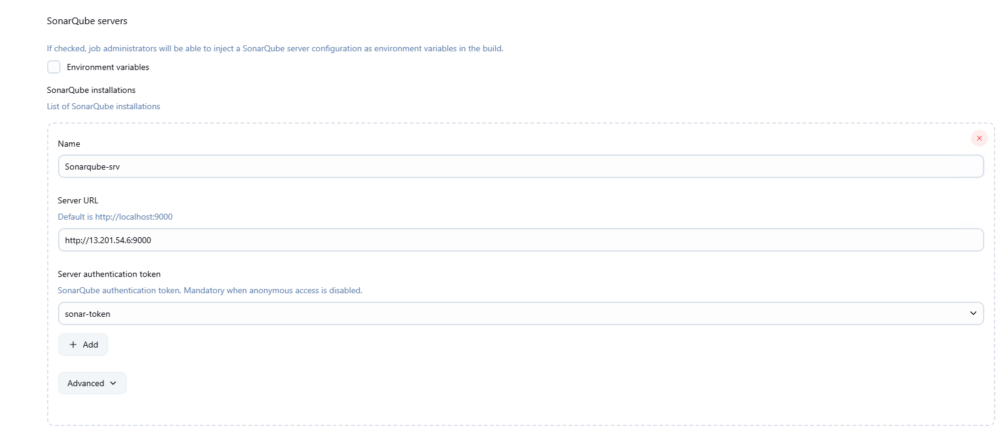 SonarQube servers
If checked, job administrators will be able to inject a SonarQube server configuration as environment variables in the build.
Environment variables
SonarQube installations
List of SonarQube installations
Name
Sonarqube-srv
Server URL
Default is http://localhost:9000
http://13.201.54.6:9000
Server authentication token
SonarQube authentication token. Mandatory when anonymous access is disabled.
sonar-token
Add
Advanced